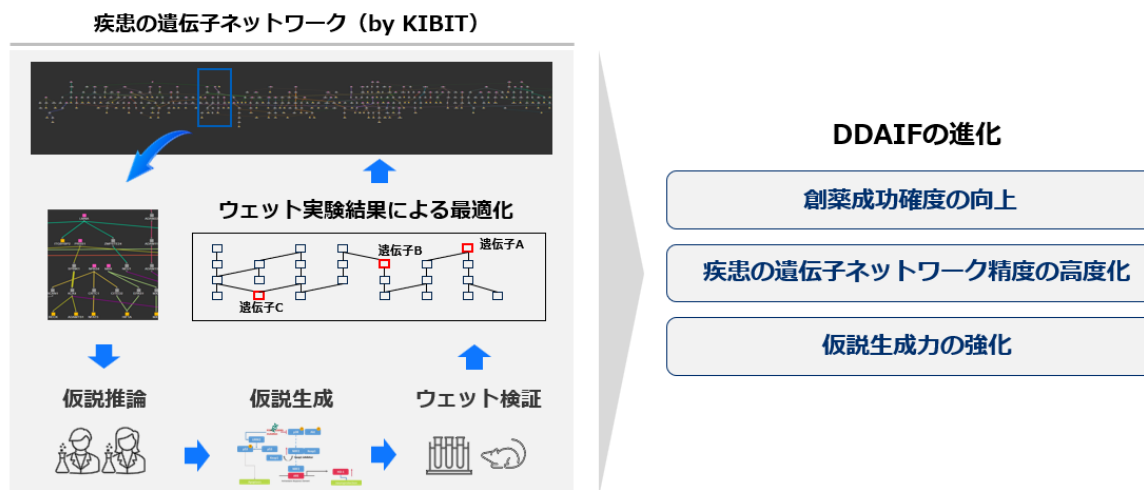 疾患の遺伝子ネットワーク（by KIBIT）
ウェット実験結果による最適化
遺伝子A
遺伝子B
遺伝子C
仮説推論
仮説生成
ウェット検証
DDAIFの進化
創薬成功確度の向上
疾患の遺伝子ネットワーク精度の高度化
仮説生成力の強化